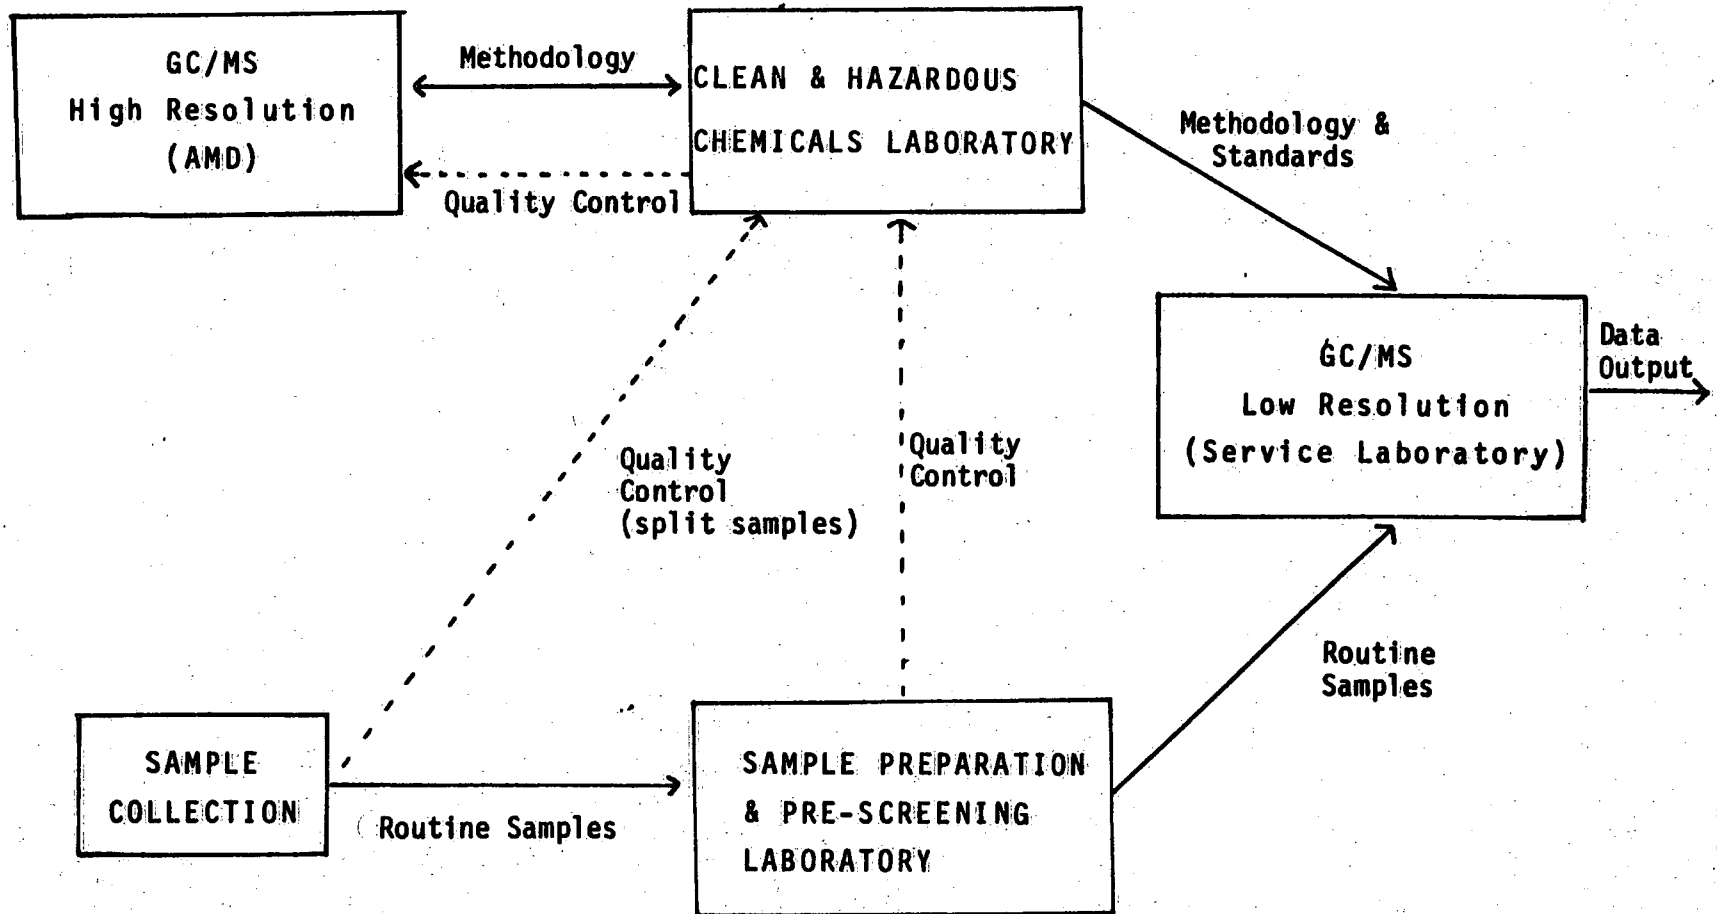 GC/MS
High Resolution
(AMD)
Methodology
Quality Control
CLEAN & HAZARDOUS
CHEMICALS LABORATORY
Methodology &
Standards
GC/MS
Low Resolution
(Service Laboratory)
Data
Output
Quality
Control
(split samples)
Quality
Control
Routine
Samples
SAMPLE
COLLECTION
Routine Samples
SAMPLE PREPARATION
& PRE-SCREENING
LABORATORY